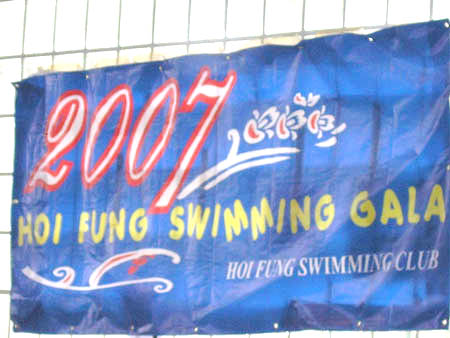 2007
HOI FUNG SWIMMING GALA
HOI FUNG SWIMMING CLUB